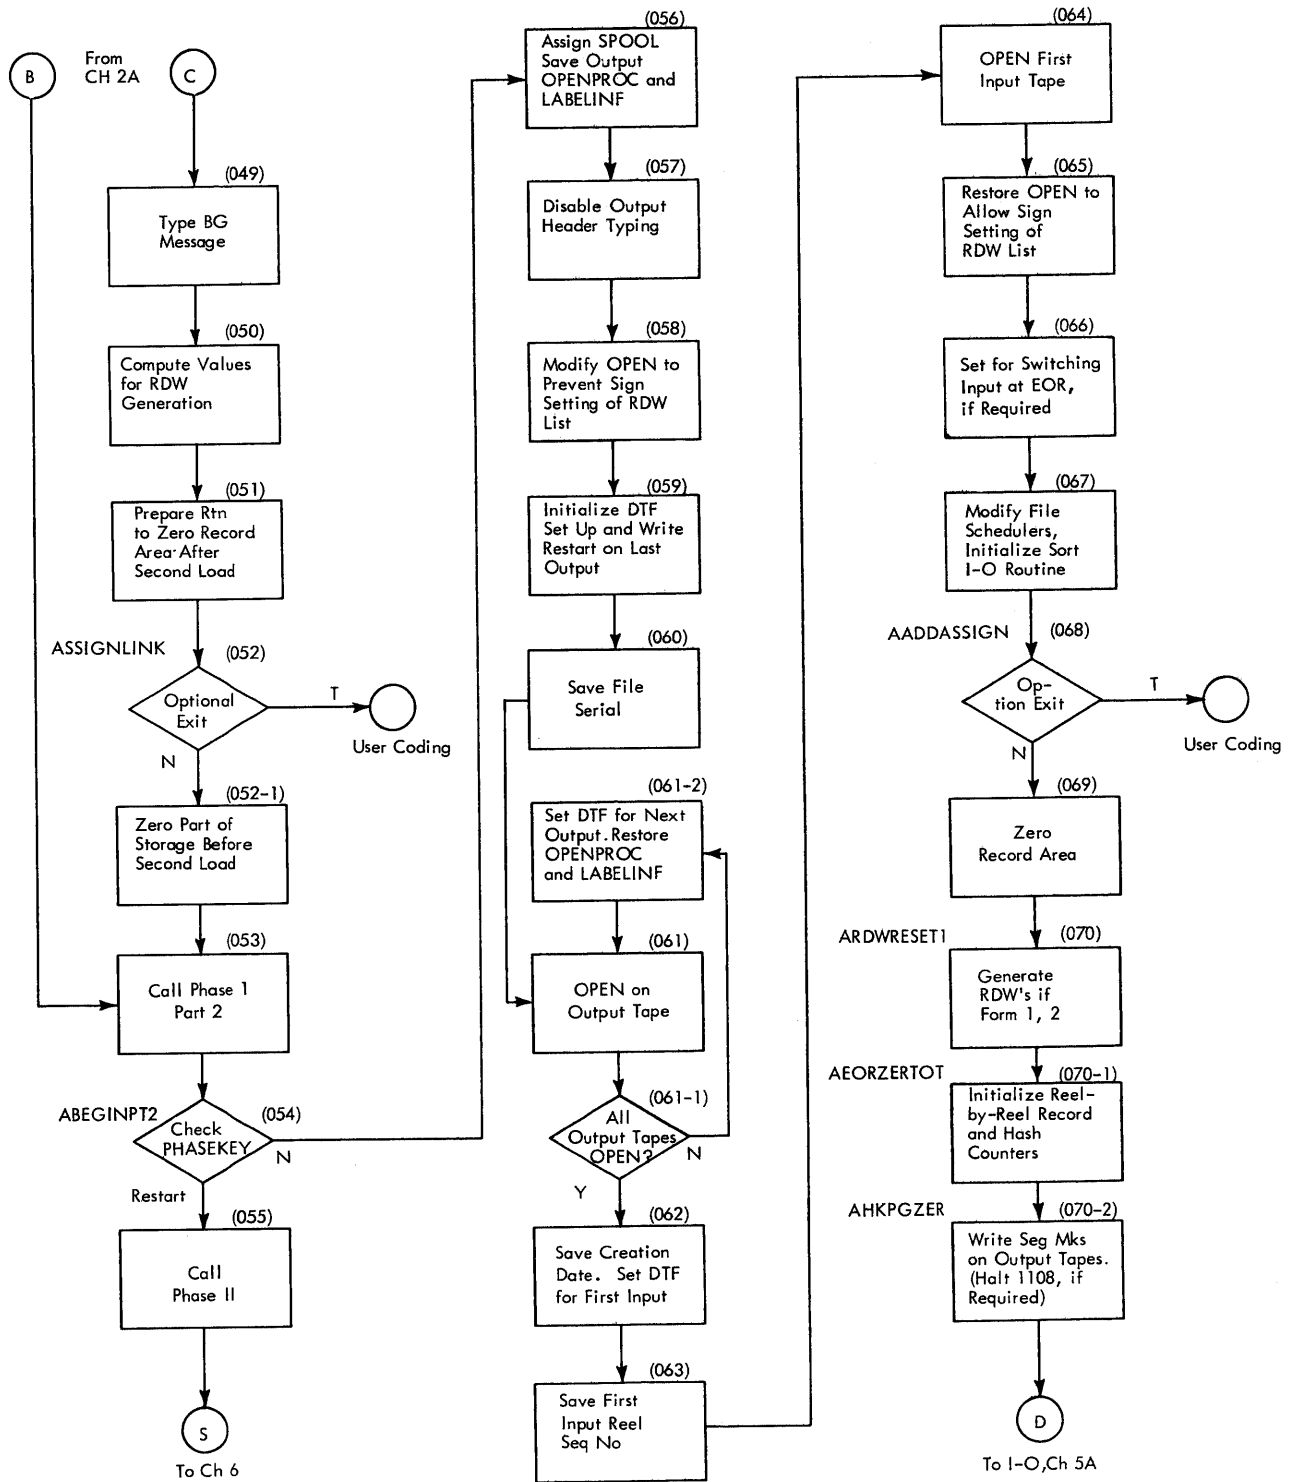 B
From
CH 2A
C
(049)
Type BG
Message
(050)
Compute Values
for RDW
Generation
(051)
Prepare Rtn
to Zero Record
Area After
Second Load
ASSIGNLINK
(052)
Optional
Exit
T
User Coding
N
(052-1)
Zero Part of
Storage Before
Second Load
(053)
Call Phase 1
Part 2
ABEGINPT2
(054)
Check
PHASEKEY
N
Restart
(055)
Call
Phase II
S
To Ch 6
(056)
Assign SPOOL
Save Output
OPENPROC and
LABELINF
(057)
Disable Output
Header Typing
(058)
Modify OPEN to
Prevent Sign
Setting of RDW
List
(059)
Initialize DTF
Set Up and Write
Restart on Last
Output
(060)
Save File
Serial
(061-2)
Set DTF for Next
Output. Restore
OPENPROC
and LABELINF
(061)
OPEN on
Output Tape
(061-1)
All
Output Tapes
OPEN?
N
Y
(062)
Save Creation
Date. Set DTF
for First Input
(063)
Save First
Input Reel
Seq No
(064)
OPEN First
Input Tape
(065)
Restore OPEN to
Allow Sign
Setting of
RDW List
(066)
Set for Switching
Input at EOR,
if Required
(067)
Modify File
Schedulers,
Initialize Sort
I-O Routine
AADDASSIGN
(068)
Op-
tion Exit
T
User Coding
N
(069)
Zero
Record Area
ARDWRESET1
(070)
Generate
RDW's if
Form 1, 2
AEORZERTOT
(070-1)
Initialize Reel-
by-Reel Record
and Hash
Counters
AHKPGZER
(070-2)
Write Seg Mks
on Output Tapes.
(Halt 1108, if
Required)
D
To I-O,Ch 5A